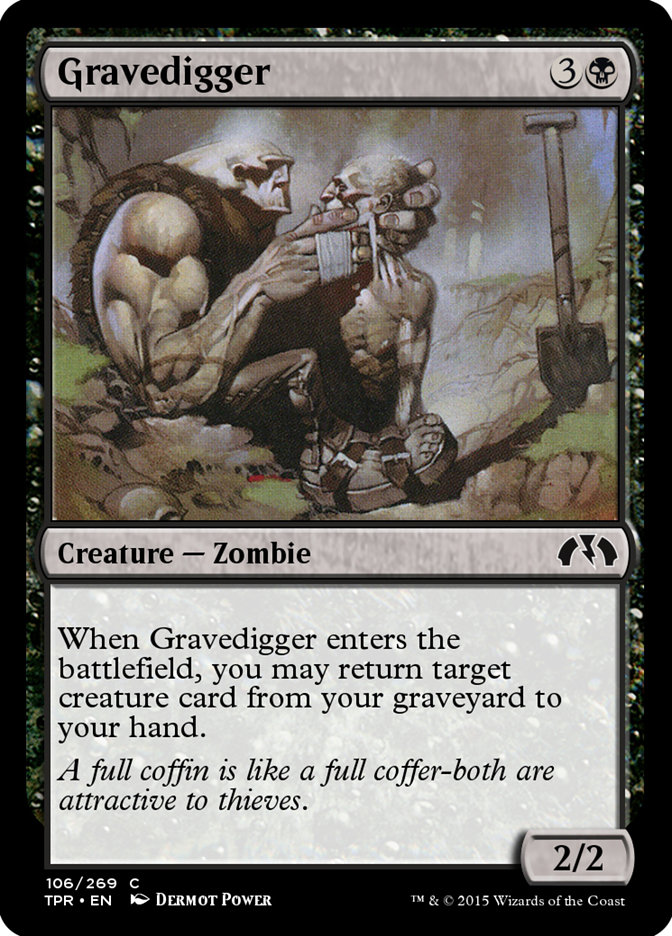 Gravedigger 3
Creature — Zombie
When Gravedigger enters the
battlefield, you may return target
creature card from your graveyard to
your hand.
A full coffin is like a full coffer-both are
attractive to thieves.
2/2
106/269 C
TPR • EN DERMOT POWER
™ & © 2015 Wizards of the Coast